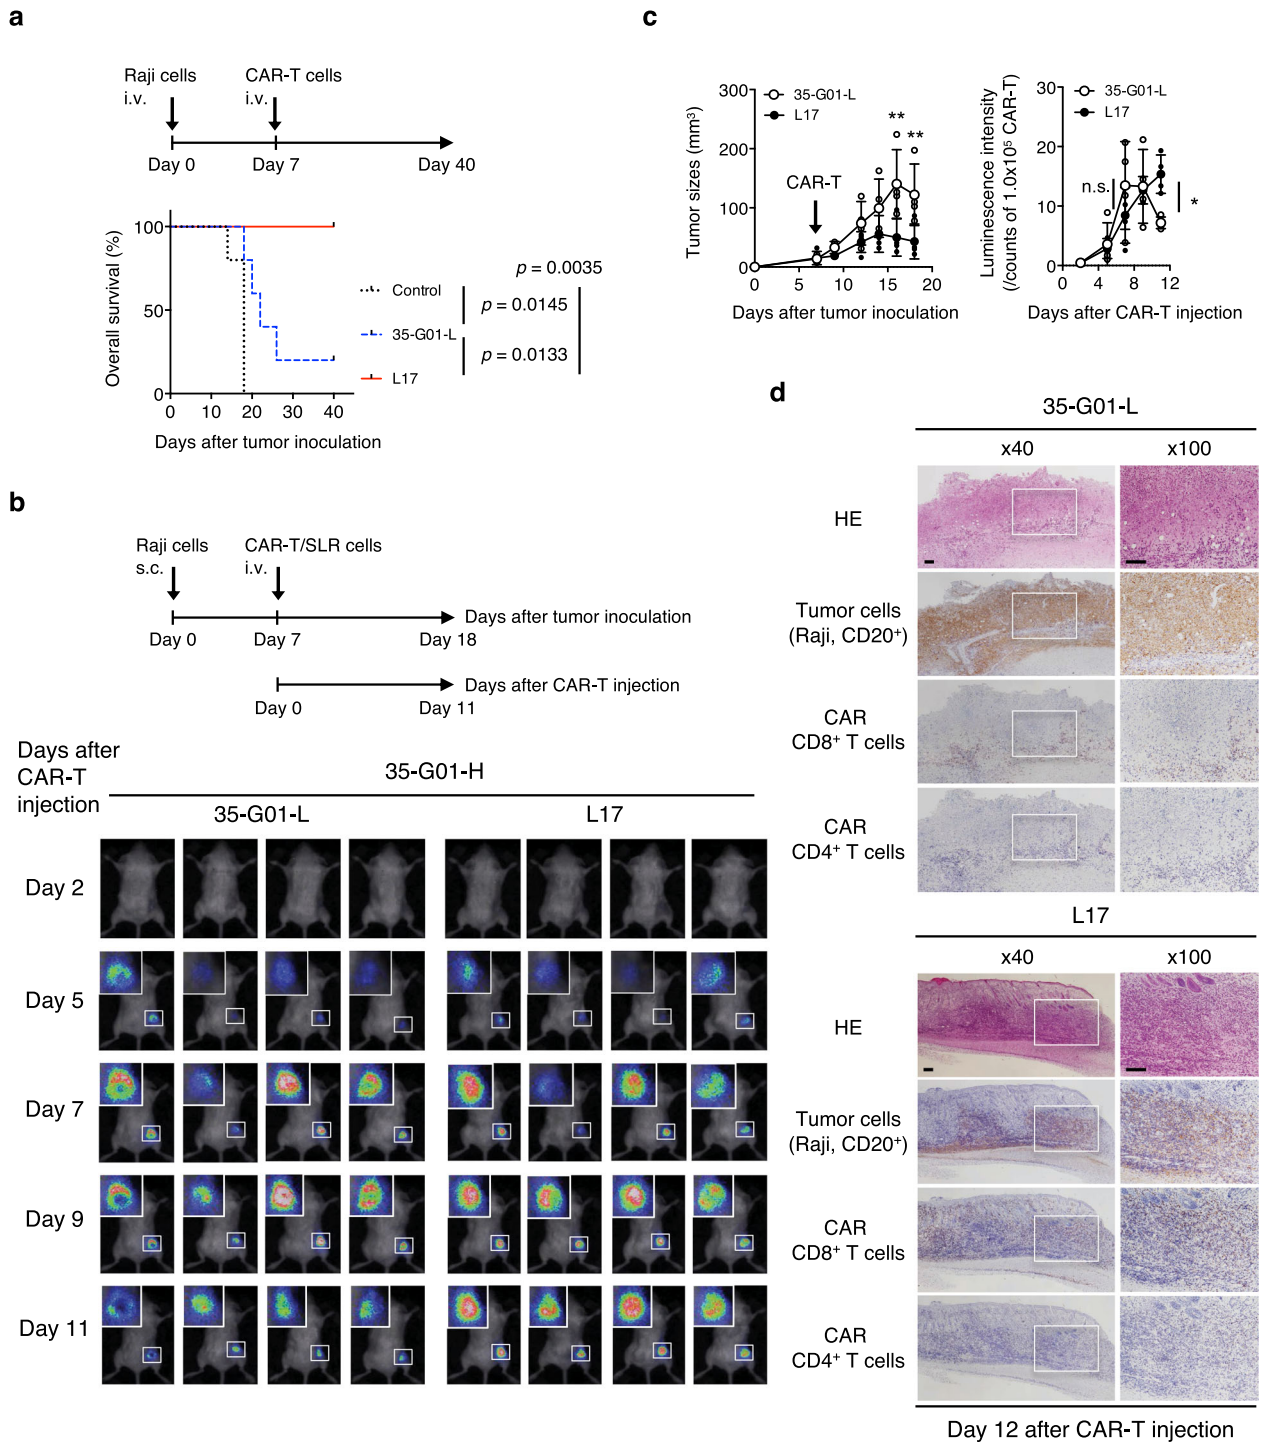 a
Raji cells
i.v.
CAR-T cells
i.v.
Day 0
Day 7
Day 40
Overall survival (%)
100
50
0
0 10 20 30 40
Days after tumor inoculation
Control
35-G01-L
L17
p = 0.0035
p = 0.0145
p = 0.0133
b
Raji cells
s.c.
CAR-T/SLR cells
i.v.
Days after tumor inoculation
Day 0
Day 7
Day 18
Days after CAR-T injection
Day 0
Day 11
Days after
CAR-T
injection
35-G01-H
35-G01-L
L17
Day 2
Day 5
Day 7
Day 9
Day 11
c
Tumor sizes (mm³)
300
200
100
0
0 5 10 15 20
Days after tumor inoculation
35-G01-L
L17
CAR-T
**
**
Luminescence intensity
(/counts of 1.0x10⁵ CAR-T)
30
20
10
0
0 4 8 12
Days after CAR-T injection
35-G01-L
L17
n.s.
*
d
35-G01-L
x40
x100
HE
Tumor cells
(Raji, CD20⁺)
CAR
CD8⁺ T cells
CAR
CD4⁺ T cells
L17
x40
x100
HE
Tumor cells
(Raji, CD20⁺)
CAR
CD8⁺ T cells
CAR
CD4⁺ T cells
Day 12 after CAR-T injection